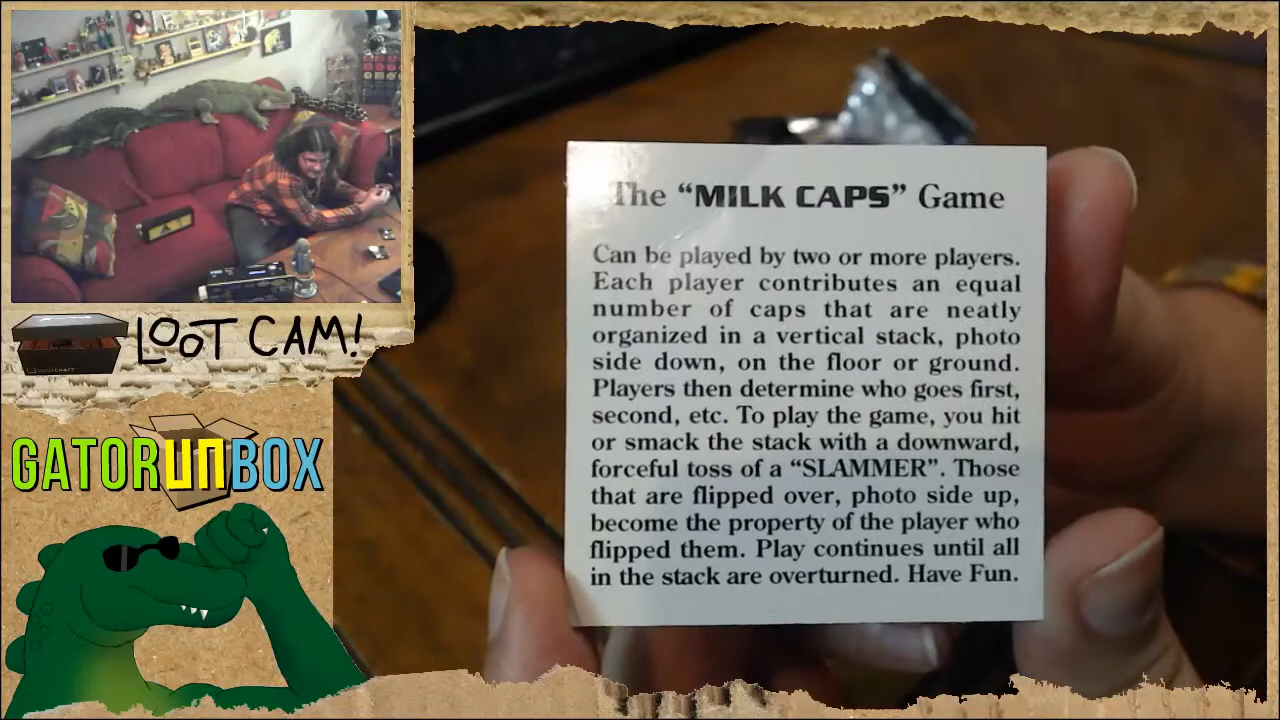 LOOT CAM!
GATORUNBOX
The “MILK CAPS” Game
Can be played by two or more players.
Each player contributes an equal
number of caps that are neatly
organized in a vertical stack, photo
side down, on the floor or ground.
Players then determine who goes first,
second, etc. To play the game, you hit
or smack the stack with a downward,
forceful toss of a “SLAMMER”. Those
that are flipped over, photo side up,
become the property of the player who
flipped them. Play continues until all
in the stack are overturned. Have Fun.